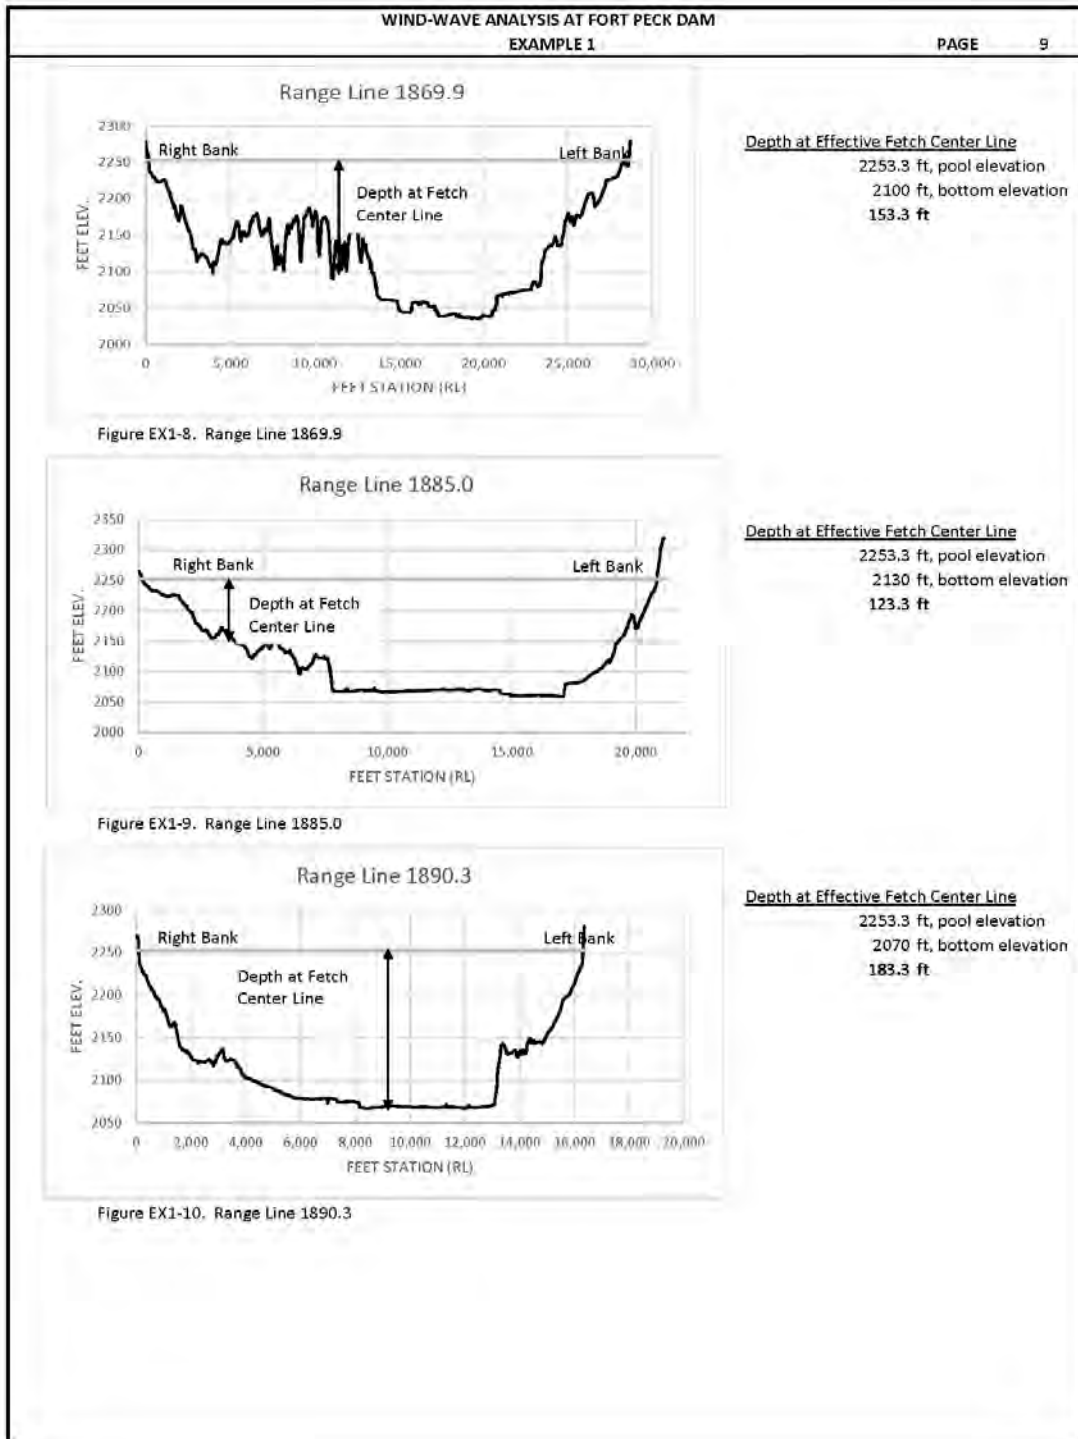 WIND-WAVE ANALYSIS AT FORT PECK DAM
EXAMPLE 1 PAGE 9
Range Line 1869.9
2300
2250
2200
2150
2100
2050
2000
FEET ELEV.
Right Bank
Left Bank
Depth at Fetch
Center Line
0 5,000 10,000 15,000 20,000 25,000 30,000
FEET STATION (RL)
Depth at Effective Fetch Center Line
2253.3 ft, pool elevation
2100 ft, bottom elevation
153.3 ft
Figure EX1-8. Range Line 1869.9
Range Line 1885.0
2350
2300
2250
2200
2150
2100
2050
2000
FEET ELEV.
Right Bank
Left Bank
Depth at Fetch
Center Line
0 5,000 10,000 15,000 20,000
FEET STATION (RL)
Depth at Effective Fetch Center Line
2253.3 ft, pool elevation
2130 ft, bottom elevation
123.3 ft
Figure EX1-9. Range Line 1885.0
Range Line 1890.3
2300
2250
2200
2150
2100
2050
FEET ELEV.
Right Bank
Left Bank
Depth at Fetch
Center Line
0 2,000 4,000 6,000 8,000 10,000 12,000 14,000 16,000 18,000 20,000
FEET STATION (RL)
Depth at Effective Fetch Center Line
2253.3 ft, pool elevation
2070 ft, bottom elevation
183.3 ft
Figure EX1-10. Range Line 1890.3